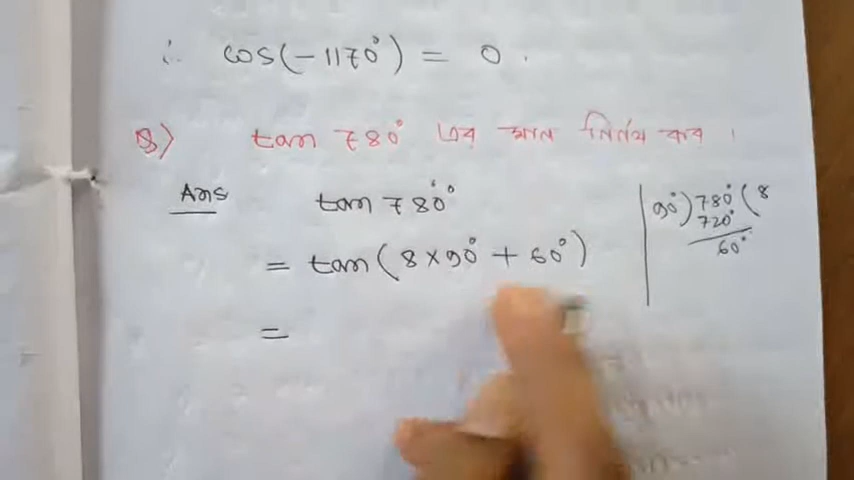 ∴ cos(-1170°) = 0.
Q) tan 780° এর মান নির্ণয় কর।
Ans tan 780°
= tan(8×90° + 60°)
=
90°)780°(8
720°
60°